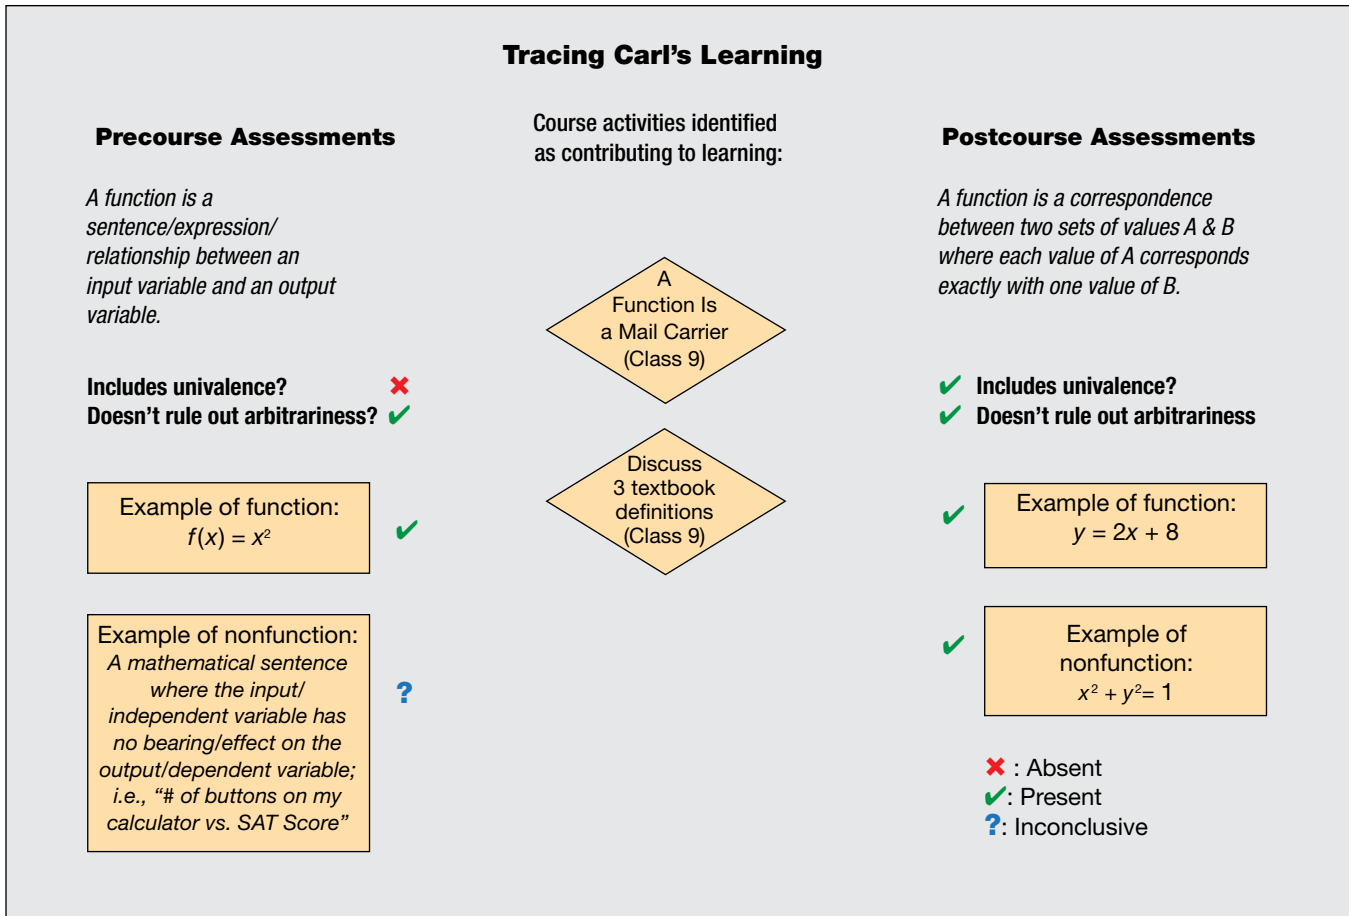 Tracing Carl’s Learning
Precourse Assessments
A function is a
sentence/expression/
relationship between an
input variable and an output
variable.
Includes univalence? ✖
Doesn’t rule out arbitrariness? ✔
Example of function:
f(x) = x²
✔
Example of nonfunction:
A mathematical sentence
where the input/
independent variable has
no bearing/effect on the
output/dependent variable;
i.e., “# of buttons on my
calculator vs. SAT Score”
?
Course activities identified
as contributing to learning:
A
Function Is
a Mail Carrier
(Class 9)
Discuss
3 textbook
definitions
(Class 9)
Postcourse Assessments
A function is a correspondence
between two sets of values A & B
where each value of A corresponds
exactly with one value of B.
✔ Includes univalence?
✔ Doesn’t rule out arbitrariness
✔
Example of function:
y = 2x + 8
✔
Example of
nonfunction:
x² + y² = 1
✖ : Absent
✔: Present
?: Inconclusive